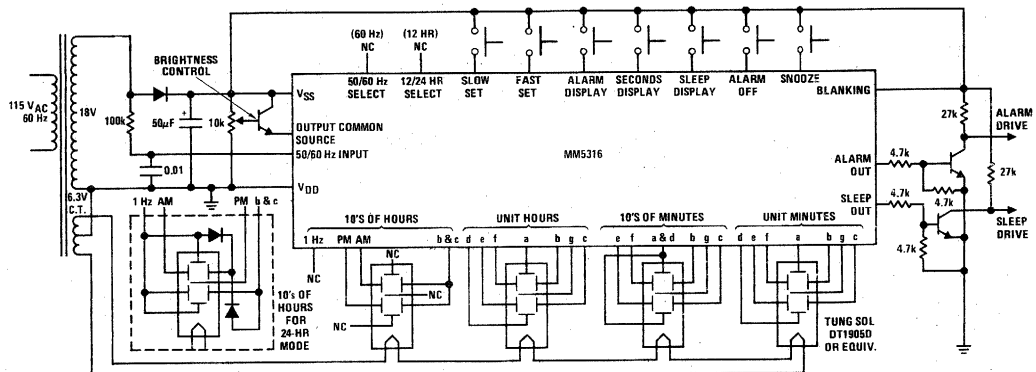 (60 Hz)
NC
(12 HR)
NC
BRIGHTNESS
CONTROL
50/60 Hz
SELECT
12/24 HR
SELECT
SLOW
SET
FAST
SET
ALARM
DISPLAY
SECONDS
DISPLAY
SLEEP
DISPLAY
ALARM
OFF
SNOOZE
BLANKING
115 VAC
60 Hz
18V
100k
50µF
+
10k
VSS
OUTPUT COMMON
SOURCE
50/60 Hz INPUT
0.01
VDD
MM5316
27k
ALARM
DRIVE
ALARM
OUT
4.7k
27k
4.7k
4.7k
SLEEP
OUT
SLEEP
DRIVE
4.7k
6.3V
C.T.
1 Hz AM PM b & c
10's OF
HOURS
FOR
24-HR
MODE
10'S OF HOURS
UNIT HOURS
10'S OF MINUTES
UNIT MINUTES
1 Hz PM AM b & c d e f a b g c e f a & d b g c d e f a b g c
NC
NC
NC
NC
TUNG SOL
DT1905D
OR EQUIV.